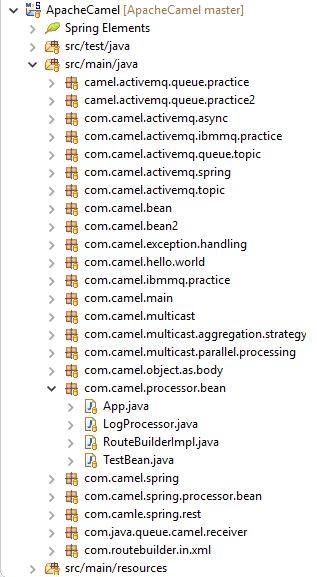 ApacheCamel [ApacheCamel master]
Spring Elements
src/test/java
src/main/java
camel.activemq.queue.practice
camel.activemq.queue.practice2
com.camel.activemq.async
com.camel.activemq.ibmmq.practice
com.camel.activemq.queue.topic
com.camel.activemq.spring
com.camel.activemq.topic
com.camel.bean
com.camel.bean2
com.camel.exception.handling
com.camel.hello.world
com.camel.ibmmq.practice
com.camel.main
com.camel.multicast
com.camel.multicast.aggregation.strategy
com.camel.multicast.parallel.processing
com.camel.object.as.body
com.camel.processor.bean
App.java
LogProcessor.java
RouteBuilderImpl.java
TestBean.java
com.camel.spring
com.camel.spring.processor.bean
com.camle.spring.rest
com.java.queue.camel.receiver
com.routebuilder.in.xml
src/main/resources